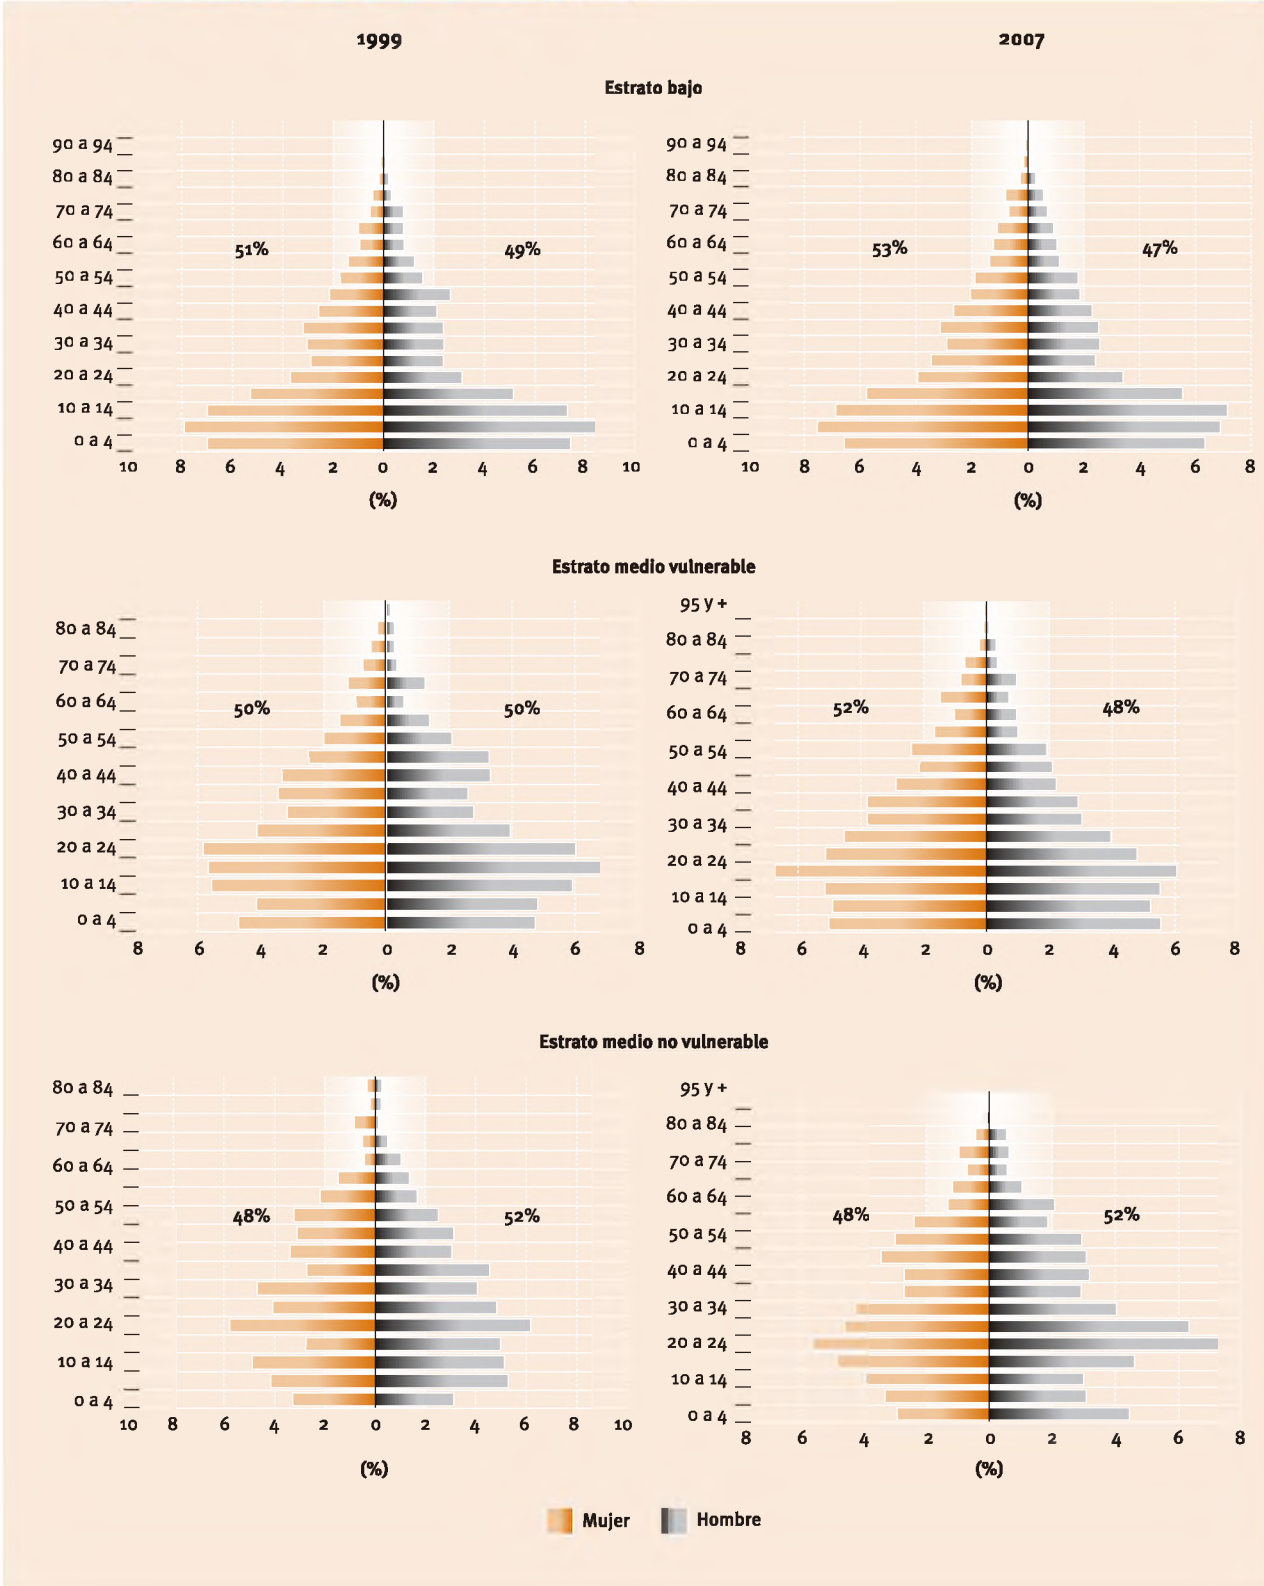 1999
2007
Estrato bajo
90 a 94
80 a 84
70 a 74
60 a 64
50 a 54
40 a 44
30 a 34
20 a 24
10 a 14
0 a 4
51%
49%
10 8 6 4 2 0 2 4 6 8 10
(%)
90 a 94
80 a 84
70 a 74
60 a 64
50 a 54
40 a 44
30 a 34
20 a 24
10 a 14
0 a 4
53%
47%
10 8 6 4 2 0 2 4 6 8
(%)
Estrato medio vulnerable
80 a 84
70 a 74
60 a 64
50 a 54
40 a 44
30 a 34
20 a 24
10 a 14
0 a 4
50%
50%
8 6 4 2 0 2 4 6 8
(%)
95 y +
80 a 84
70 a 74
60 a 64
50 a 54
40 a 44
30 a 34
20 a 24
10 a 14
0 a 4
52%
48%
8 6 4 2 0 2 4 6 8
(%)
Estrato medio no vulnerable
80 a 84
70 a 74
60 a 64
50 a 54
40 a 44
30 a 34
20 a 24
10 a 14
0 a 4
48%
52%
10 8 6 4 2 0 2 4 6 8 10
(%)
95 y +
80 a 84
70 a 74
60 a 64
50 a 54
40 a 44
30 a 34
20 a 24
10 a 14
0 a 4
48%
52%
8 6 4 2 0 2 4 6 8
(%)
Mujer
Hombre